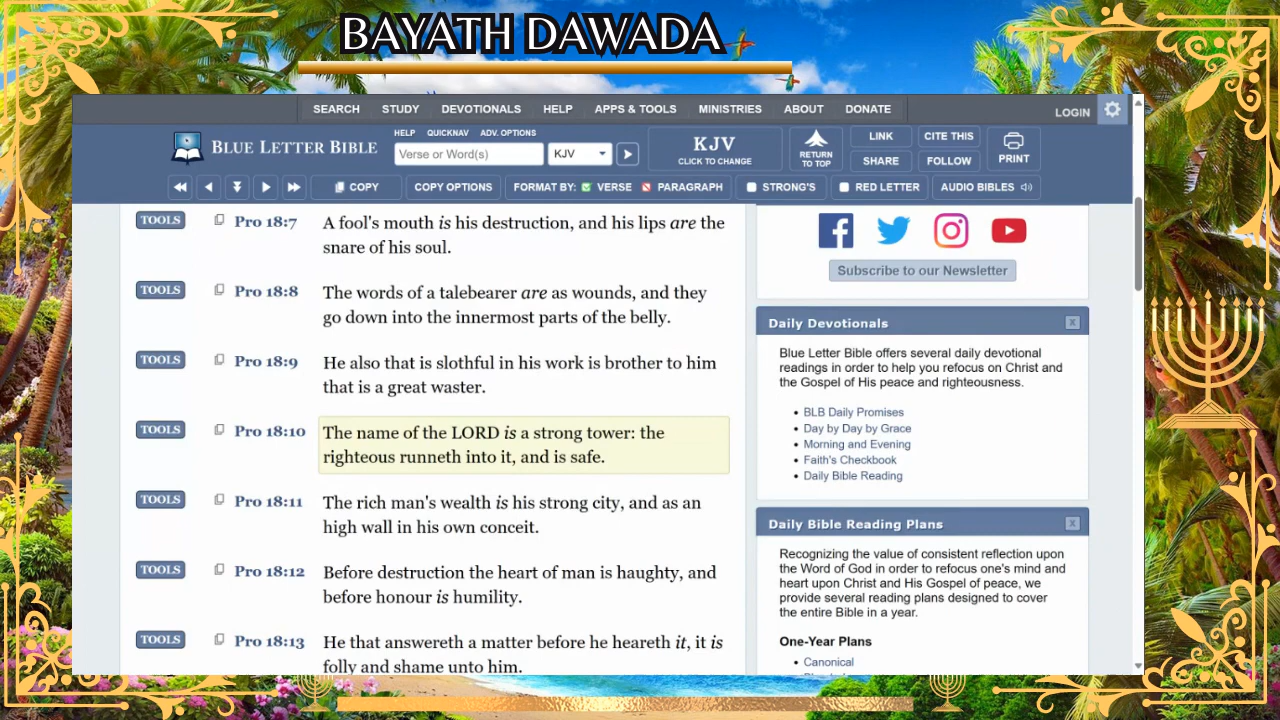 BAYATH DAWADA
SEARCH STUDY DEVOTIONALS HELP APPS & TOOLS MINISTRIES ABOUT DONATE
LOGIN
BLUE LETTER BIBLE
HELP QUICKNAV ADV. OPTIONS
Verse or Word(s)
KJV
KJV
CLICK TO CHANGE
RETURN
TO TOP
LINK
CITE THIS
SHARE
FOLLOW
PRINT
COPY
COPY OPTIONS
FORMAT BY: VERSE PARAGRAPH
STRONG'S
RED LETTER
AUDIO BIBLES
TOOLS Pro 18:7 A fool's mouth is his destruction, and his lips are the
snare of his soul.
TOOLS Pro 18:8 The words of a talebearer are as wounds, and they
go down into the innermost parts of the belly.
TOOLS Pro 18:9 He also that is slothful in his work is brother to him
that is a great waster.
TOOLS Pro 18:10 The name of the LORD is a strong tower: the
righteous runneth into it, and is safe.
TOOLS Pro 18:11 The rich man's wealth is his strong city, and as an
high wall in his own conceit.
TOOLS Pro 18:12 Before destruction the heart of man is haughty, and
before honour is humility.
TOOLS Pro 18:13 He that answereth a matter before he heareth it, it is
folly and shame unto him.
Subscribe to our Newsletter
Daily Devotionals
X
Blue Letter Bible offers several daily devotional
readings in order to help you refocus on Christ and
the Gospel of His peace and righteousness.
• BLB Daily Promises
• Day by Day by Grace
• Morning and Evening
• Faith's Checkbook
• Daily Bible Reading
Daily Bible Reading Plans
X
Recognizing the value of consistent reflection upon
the Word of God in order to refocus one's mind and
heart upon Christ and His Gospel of peace, we
provide several reading plans designed to cover
the entire Bible in a year.
One-Year Plans
• Canonical